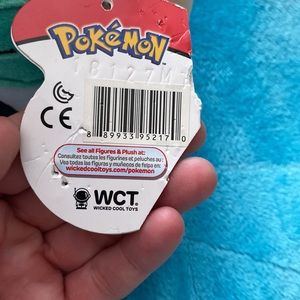 POKéMON
CE
8 89933 95217 0
See all Figures & Plush at:
Consultez toutes les figurines et peluches au:
Vea todas las figuras y muñecos de felpa en:
wickedcooltoys.com/pokemon
WCT.
WICKED COOL TOYS